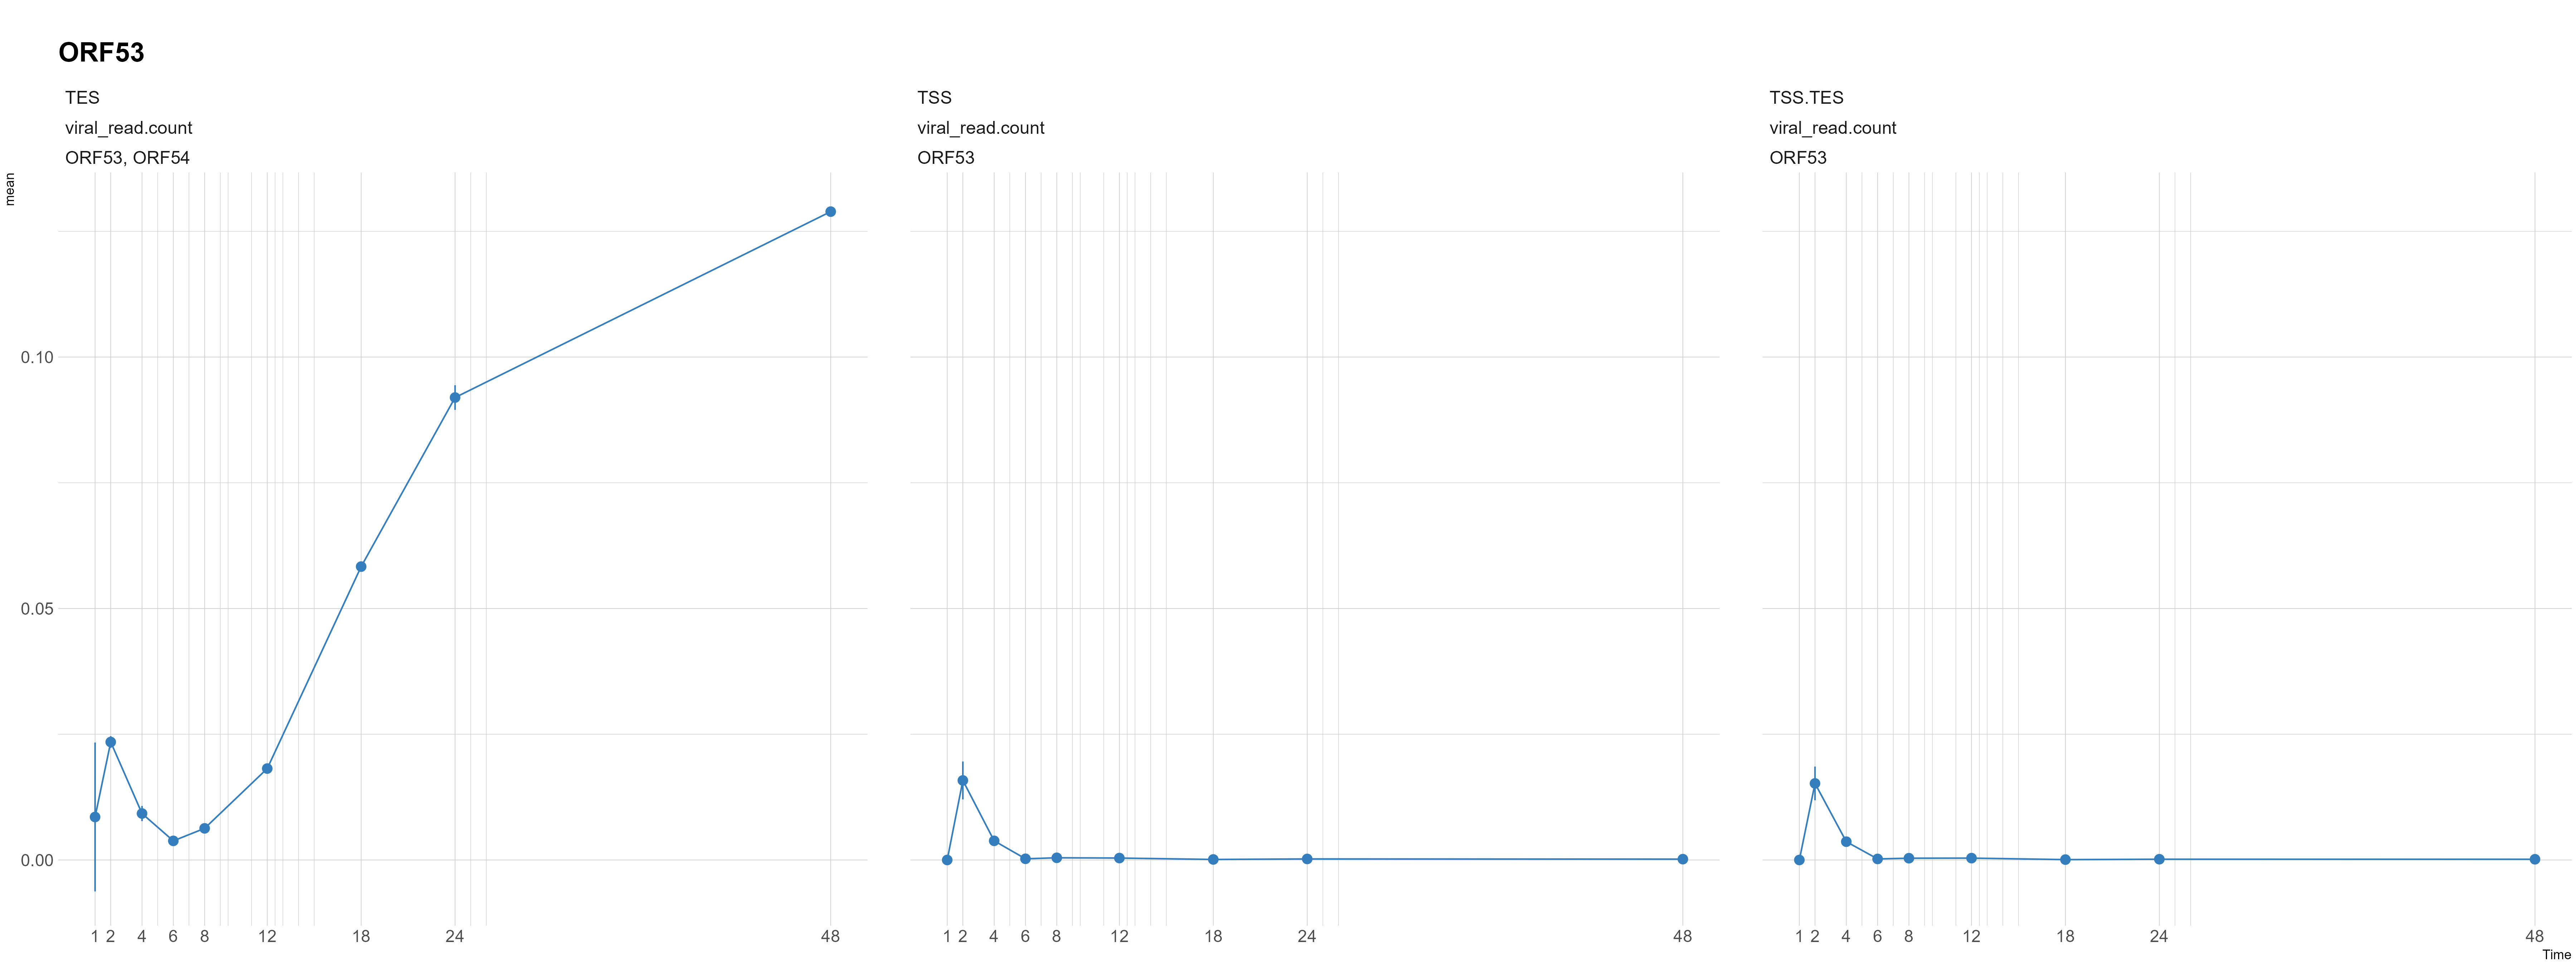 ORF53
TES
viral_read.count
ORF53, ORF54
TSS
viral_read.count
ORF53
TSS.TES
viral_read.count
ORF53
mean
0.10
0.05
0.00
1 2 4 6 8 12 18 24 48
1 2 4 6 8 12 18 24 48
1 2 4 6 8 12 18 24 48
Time